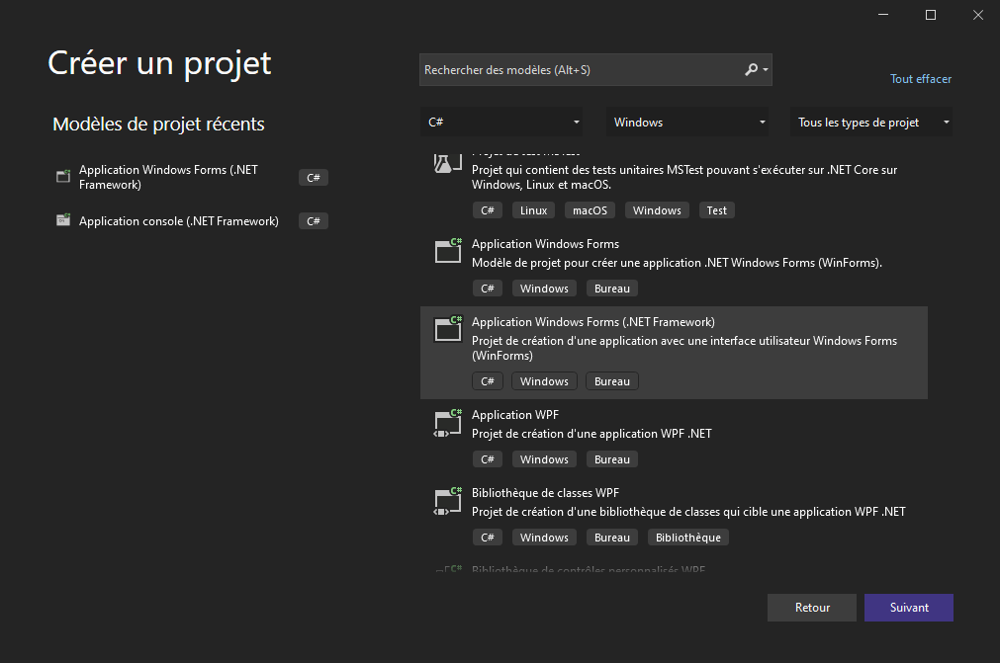 Créer un projet
Modèles de projet récents
Application Windows Forms (.NET
Framework)
C#
Application console (.NET Framework)
C#
Rechercher des modèles (Alt+S)
Tout effacer
C#
Windows
Tous les types de projet
Projet de test MSTest
Projet qui contient des tests unitaires MSTest pouvant s'exécuter sur .NET Core sur
Windows, Linux et macOS.
C# Linux macOS Windows Test
C#
Application Windows Forms
Modèle de projet pour créer une application .NET Windows Forms (WinForms).
C# Windows Bureau
C#
Application Windows Forms (.NET Framework)
Projet de création d'une application avec une interface utilisateur Windows Forms
(WinForms)
C# Windows Bureau
C#
Application WPF
Projet de création d'une application WPF .NET
C# Windows Bureau
C#
Bibliothèque de classes WPF
Projet de création d'une bibliothèque de classes qui cible une application WPF .NET
C# Windows Bureau Bibliothèque
C#
Bibliothèque de contrôles personnalisés WPF
Retour
Suivant